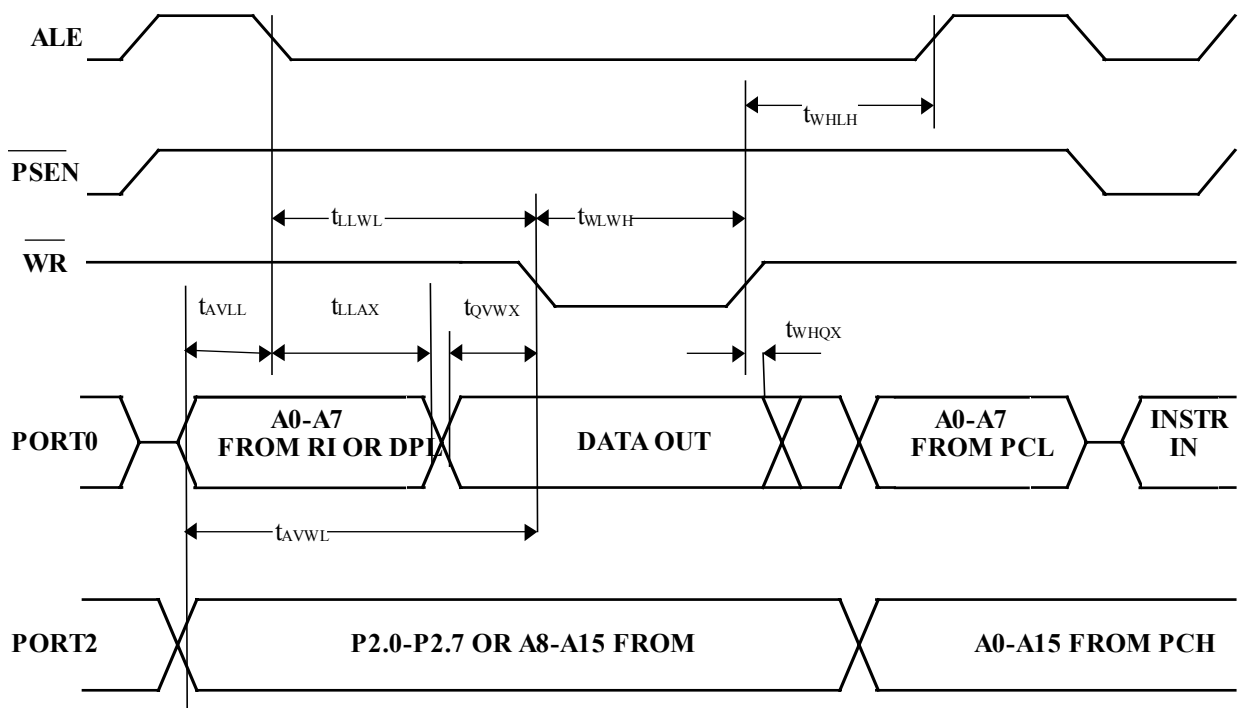 ALE
tWHLH
PSEN
tLLWL
tWLWH
WR
tAVLL
tLLAX
tQVWX
tWHQX
PORT0
A0-A7
FROM RI OR DPL
DATA OUT
A0-A7
FROM PCL
INSTR
IN
tAVWL
PORT2
P2.0-P2.7 OR A8-A15 FROM
A0-A15 FROM PCH